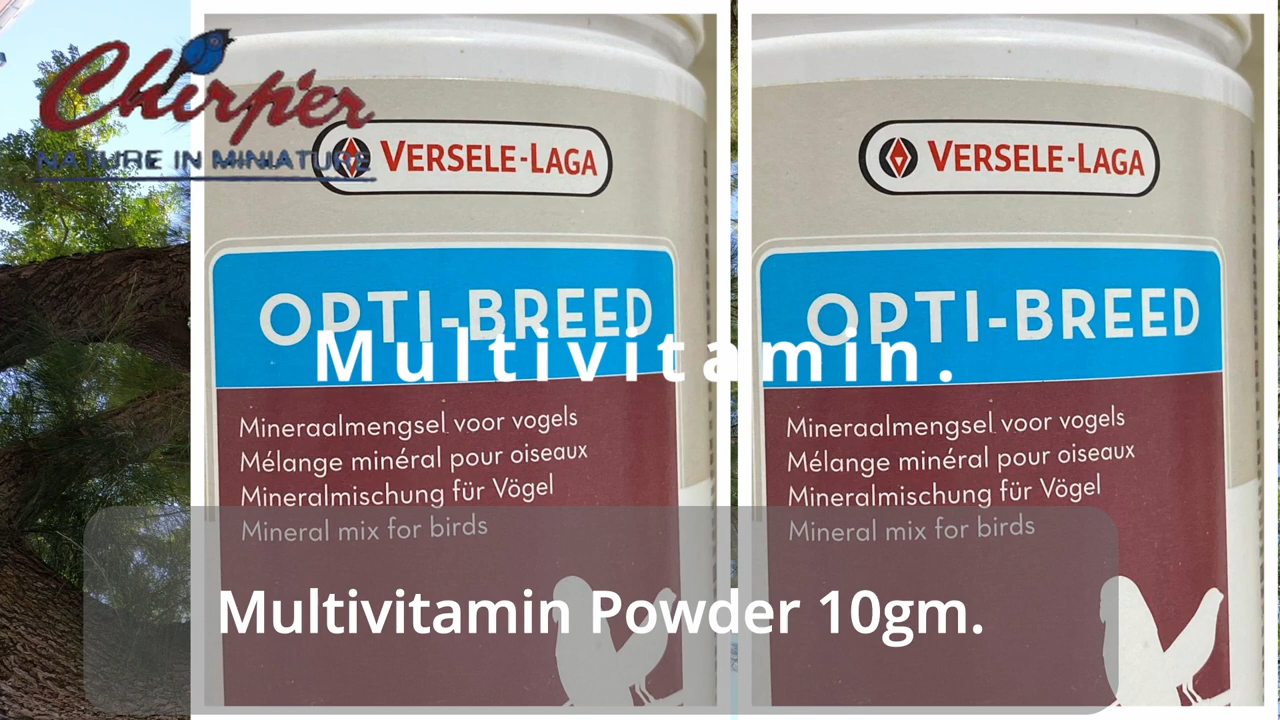 Chirp'er
NATURE IN MINIATURE
VERSELE-LAGA
OPTI-BREED
Mineraalmengsel voor vogels
Mélange minéral pour oiseaux
Mineralmischung für Vögel
Mineral mix for birds
VERSELE-LAGA
OPTI-BREED
Mineraalmengsel voor vogels
Mélange minéral pour oiseaux
Mineralmischung für Vögel
Mineral mix for birds
Multivitamin.
Multivitamin Powder 10gm.